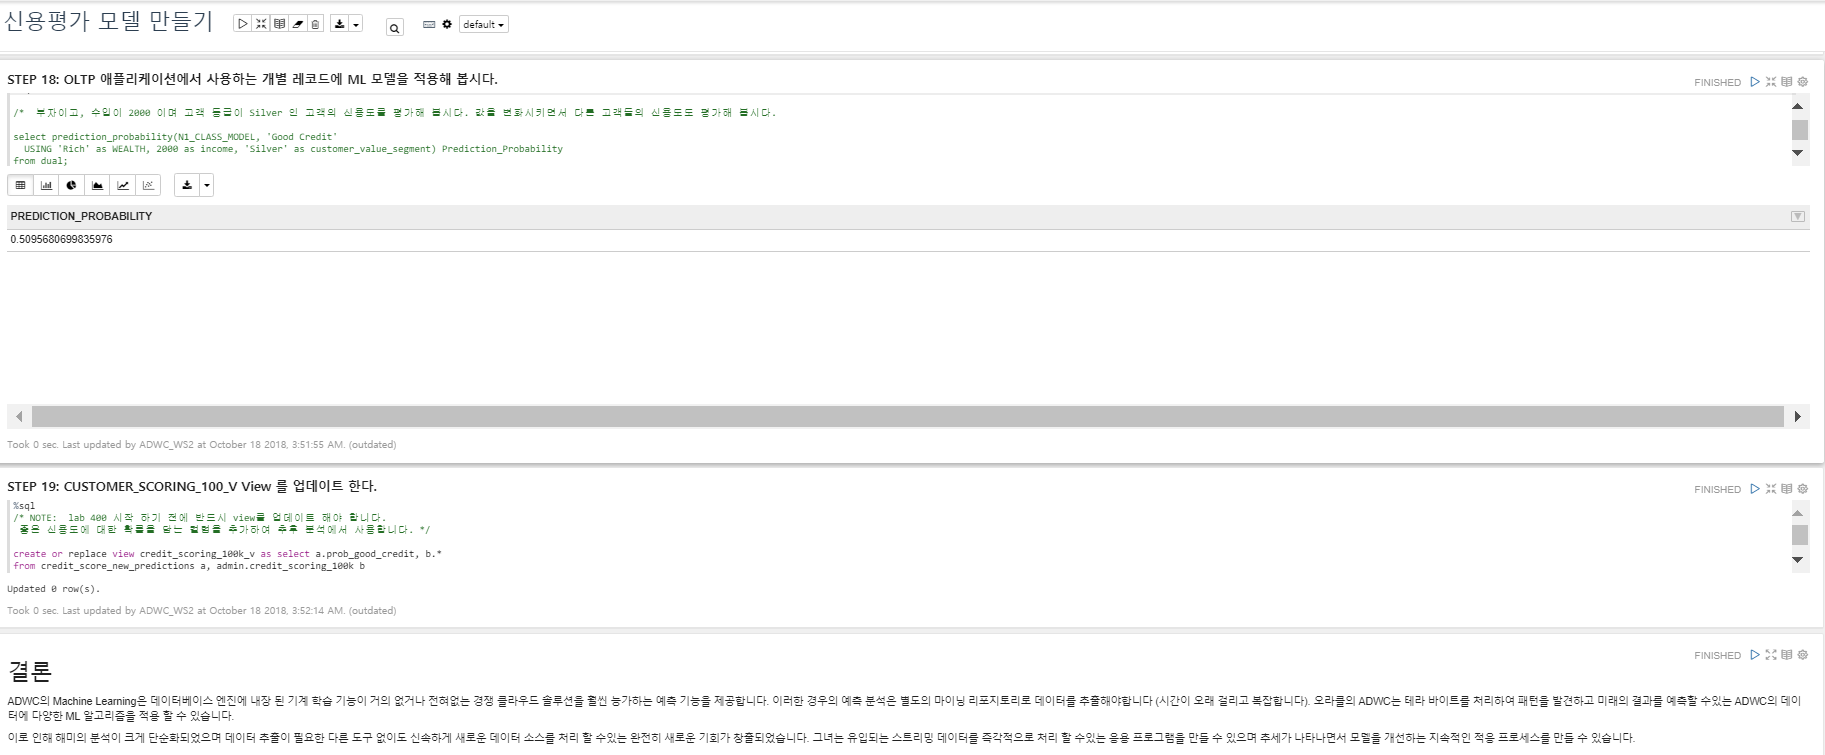 신용평가 모델 만들기
default
STEP 18: OLTP 애플리케이션에서 사용하는 개별 레코드에 ML 모델을 적용해 봅시다.
FINISHED
/* 부자이고, 수입이 2000 이며 고객 등급이 Silver 인 고객의 신용도를 평가해 봅시다. 값을 변화시키면서 다른 고객들의 신용도도 평가해 봅시다.
select prediction_probability(N1_CLASS_MODEL, 'Good Credit'
USING 'Rich' as WEALTH, 2000 as income, 'Silver' as customer_value_segment) Prediction_Probability
from dual;
PREDICTION_PROBABILITY
0.5095680699835976
Took 0 sec. Last updated by ADWC_WS2 at October 18 2018, 3:51:55 AM. (outdated)
STEP 19: CUSTOMER_SCORING_100_V View 를 업데이트 한다.
FINISHED
%sql
/* NOTE: lab 400 시작 하기 전에 반드시 view를 업데이트 해야 합니다.
좋은 신용도에 대한 확률을 담는 컬럼을 추가하여 추후 분석에서 사용합니다. */
create or replace view credit_scoring_100k_v as select a.prob_good_credit, b.*
from credit_score_new_predictions a, admin.credit_scoring_100k b
Updated 0 row(s).
Took 0 sec. Last updated by ADWC_WS2 at October 18 2018, 3:52:14 AM. (outdated)
FINISHED
결론
ADWC의 Machine Learning은 데이터베이스 엔진에 내장 된 기계 학습 기능이 거의 없거나 전혀없는 경쟁 클라우드 솔루션을 훨씬 능가하는 예측 기능을 제공합니다. 이러한 경우의 예측 분석은 별도의 마이닝 리포지토리로 데이터를 추출해야합니다 (시간이 오래 걸리고 복잡합니다). 오라클의 ADWC는 테라 바이트를 처리하여 패턴을 발견하고 미래의 결과를 예측할 수있는 ADWC의 데이
터에 다양한 ML 알고리즘을 적용 할 수 있습니다.
이로 인해 해미의 분석이 크게 단순화되었으며 데이터 추출이 필요한 다른 도구 없이도 신속하게 새로운 데이터 소스를 처리 할 수있는 완전히 새로운 기회가 창출되었습니다. 그녀는 유입되는 스트리밍 데이터를 즉각적으로 처리 할 수있는 응용 프로그램을 만들 수 있으며 추세가 나타나면서 모델을 개선하는 지속적인 적응 프로세스를 만들 수 있습니다.